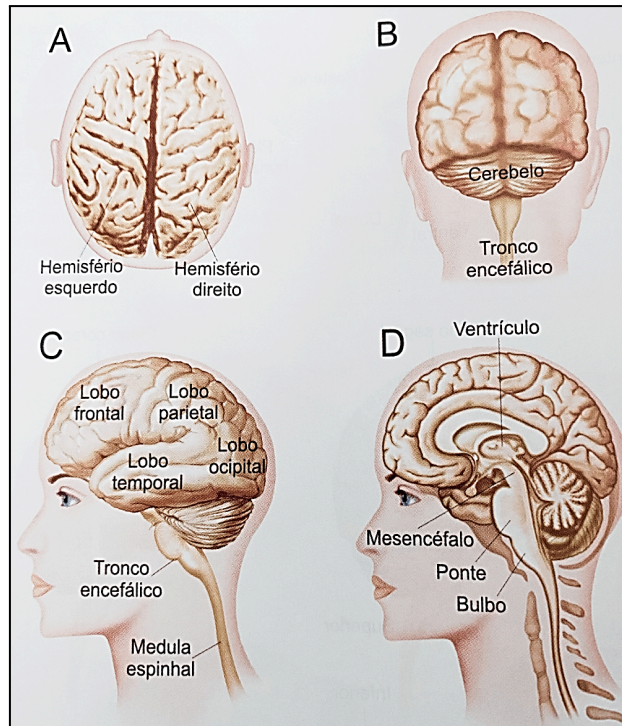 A
Hemisfério
esquerdo
Hemisfério
direito
B
Cerebelo
Tronco
encefálico
C
Lobo
frontal
Lobo
parietal
Lobo
temporal
Lobo
ocipital
Tronco
encefálico
Medula
espinhal
D
Ventrículo
Mesencéfalo
Ponte
Bulbo